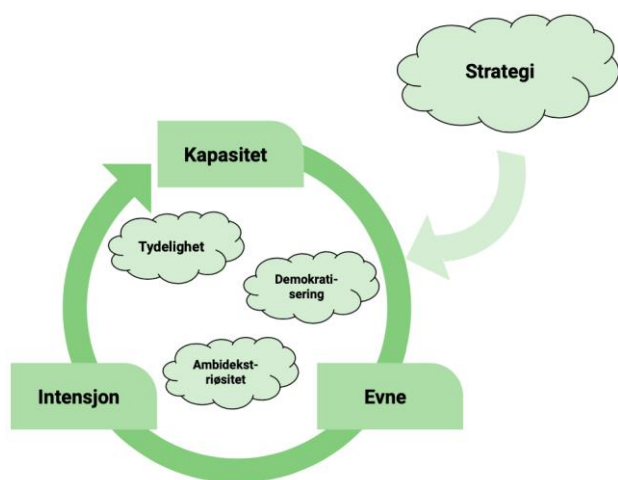 Strategi
Kapasitet
Tydelighet
Demokrati-
sering
Ambidekst-
riøsitet
Intensjon
Evne